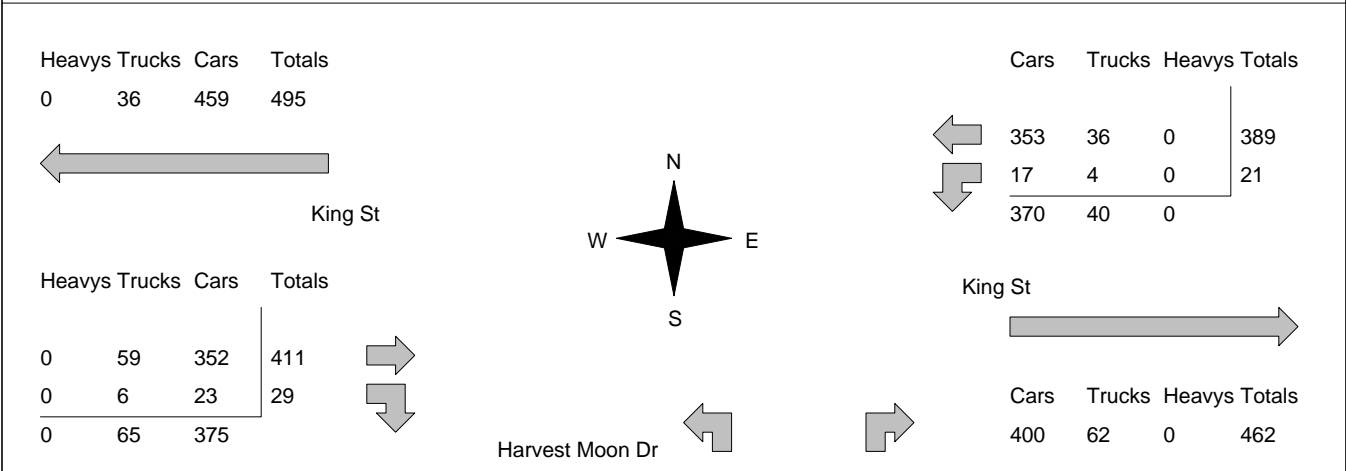 Heavys Trucks Cars Totals
0 36 459 495
King St
Heavys Trucks Cars Totals
0 59 352 411
0 6 23 29
0 65 375
N
W E
S
Harvest Moon Dr
Cars Trucks Heavys Totals
353 36 0 389
17 4 0 21
370 40 0
King St
Cars Trucks Heavys Totals
400 62 0 462